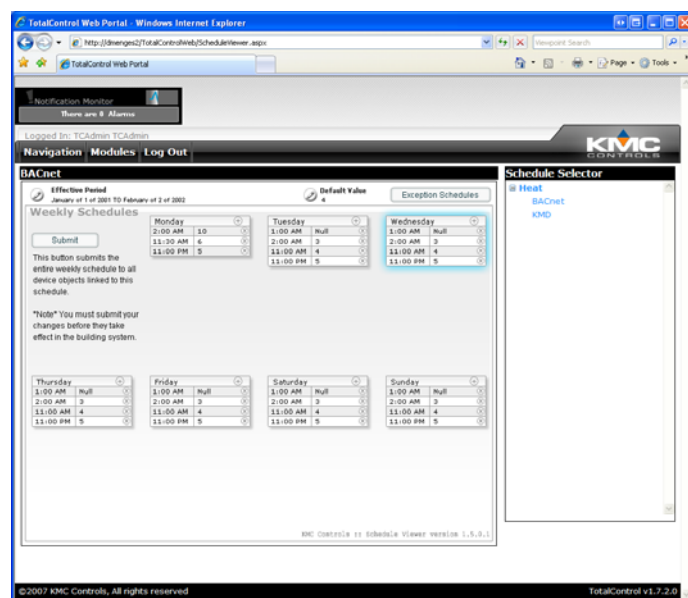 TotalControl Web Portal - Windows Internet Explorer
http://dmenges2/TotalControlWeb/ScheduleViewer.aspx
Viewpoint Search
TotalControl Web Portal
Page
Tools
Notification Monitor
There are 8 Alarms
Logged In: TCAdmin TCAdmin
Navigation Modules Log Out
KMC
CONTROLS
BACnet
Effective Period
January of 1 of 2001 TO February of 2 of 2002
Default Value
4
Exception Schedules
Weekly Schedules
Submit
This button submits the
entire weekly schedule to all
device objects linked to this
schedule.
*Note* You must submit your
changes before they take
effect in the building system.
Monday
2:00 AM 10
11:30 AM 6
11:00 PM 5
Tuesday
1:00 AM Null
2:00 AM 3
11:00 AM 4
11:00 PM 5
Wednesday
1:00 AM Null
2:00 AM 3
11:00 AM 4
11:00 PM 5
Thursday
1:00 AM Null
2:00 AM 3
11:00 AM 4
11:00 PM 5
Friday
1:00 AM Null
2:00 AM 3
11:00 AM 4
11:00 PM 5
Saturday
1:00 AM Null
2:00 AM 3
11:00 AM 4
11:00 PM 5
Sunday
1:00 AM Null
2:00 AM 3
11:00 AM 4
11:00 PM 5
KMC Controls :: Schedule Viewer version 1.5.0.1
Schedule Selector
Heat
BACnet
KMD
©2007 KMC Controls, All rights reserved
TotalControl v1.7.2.0